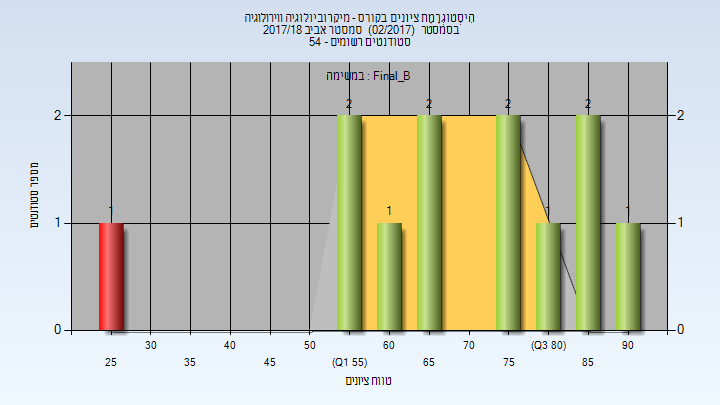 היסטוגרמת ציונים בקורס - מיקרוביולוגיה ווירולוגיה
בסמסטר (02/2017) סמסטר אביב 2017/18
סטודנטים רשומים - 54
במשימה : Final_B
מספר סטודנטים
2 2 2 2 2 2
1 1 1 1 1 1
0 0
30 40 50 60 70 (Q3 80) 90
25 35 45 (Q1 55) 65 75 85
טווח ציונים